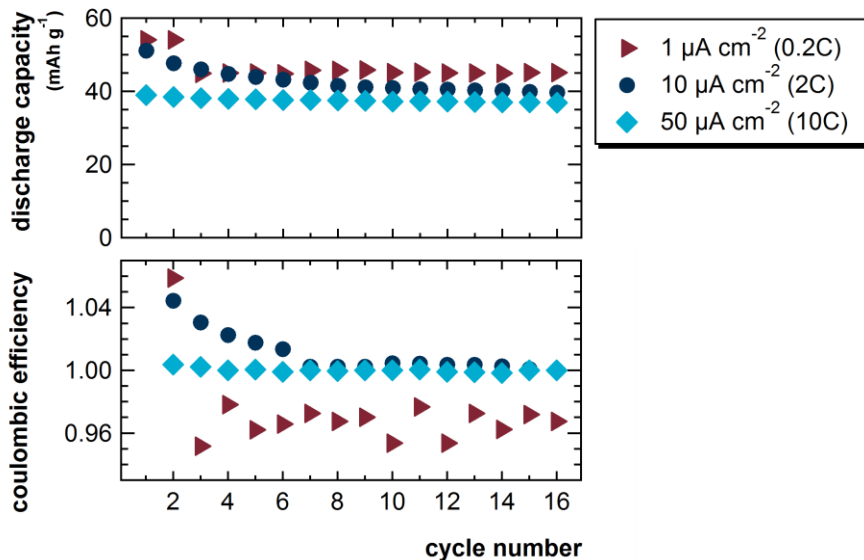 discharge capacity
(mAh g⁻¹)
60
40
20
0
1 µA cm⁻² (0.2C)
10 µA cm⁻² (2C)
50 µA cm⁻² (10C)
coulombic efficiency
1.04
1.00
0.96
2 4 6 8 10 12 14 16
cycle number